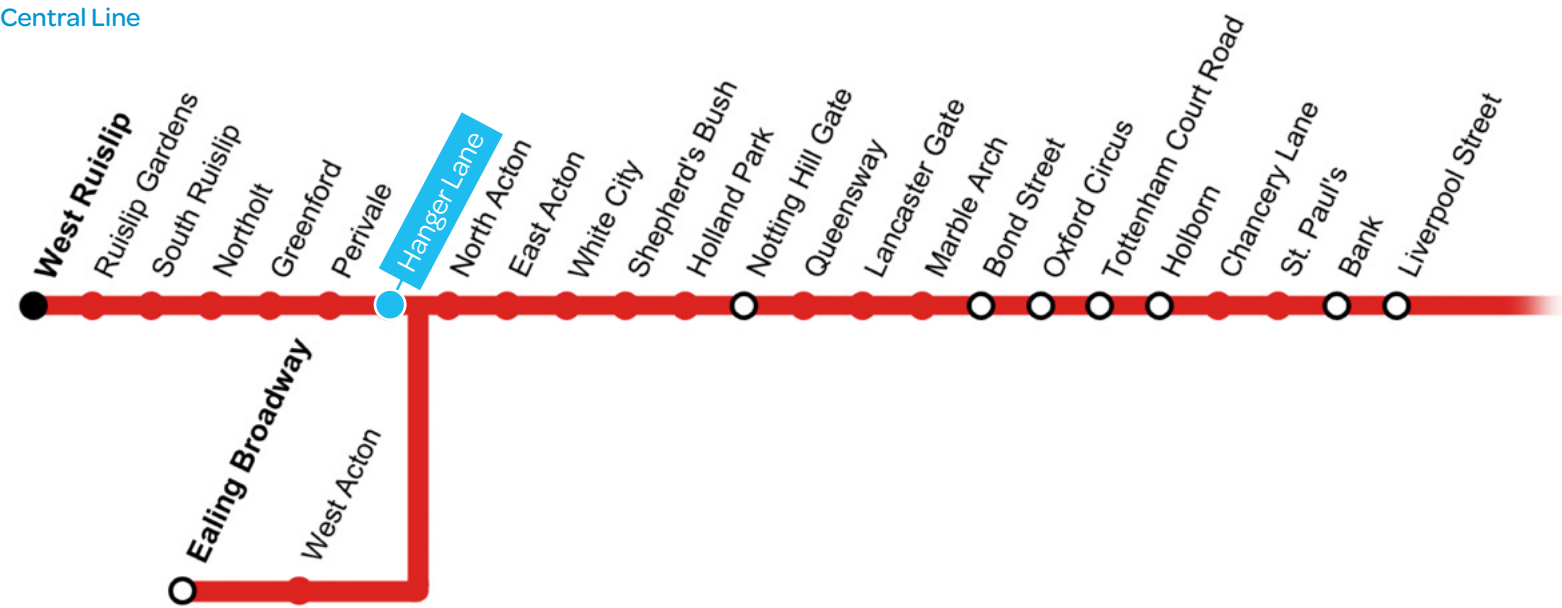 Central Line
West Ruislip
Ruislip Gardens
South Ruislip
Northolt
Greenford
Perivale
Hanger Lane
North Acton
East Acton
White City
Shepherd's Bush
Holland Park
Notting Hill Gate
Queensway
Lancaster Gate
Marble Arch
Bond Street
Oxford Circus
Tottenham Court Road
Holborn
Chancery Lane
St. Paul's
Bank
Liverpool Street
Ealing Broadway
West Acton